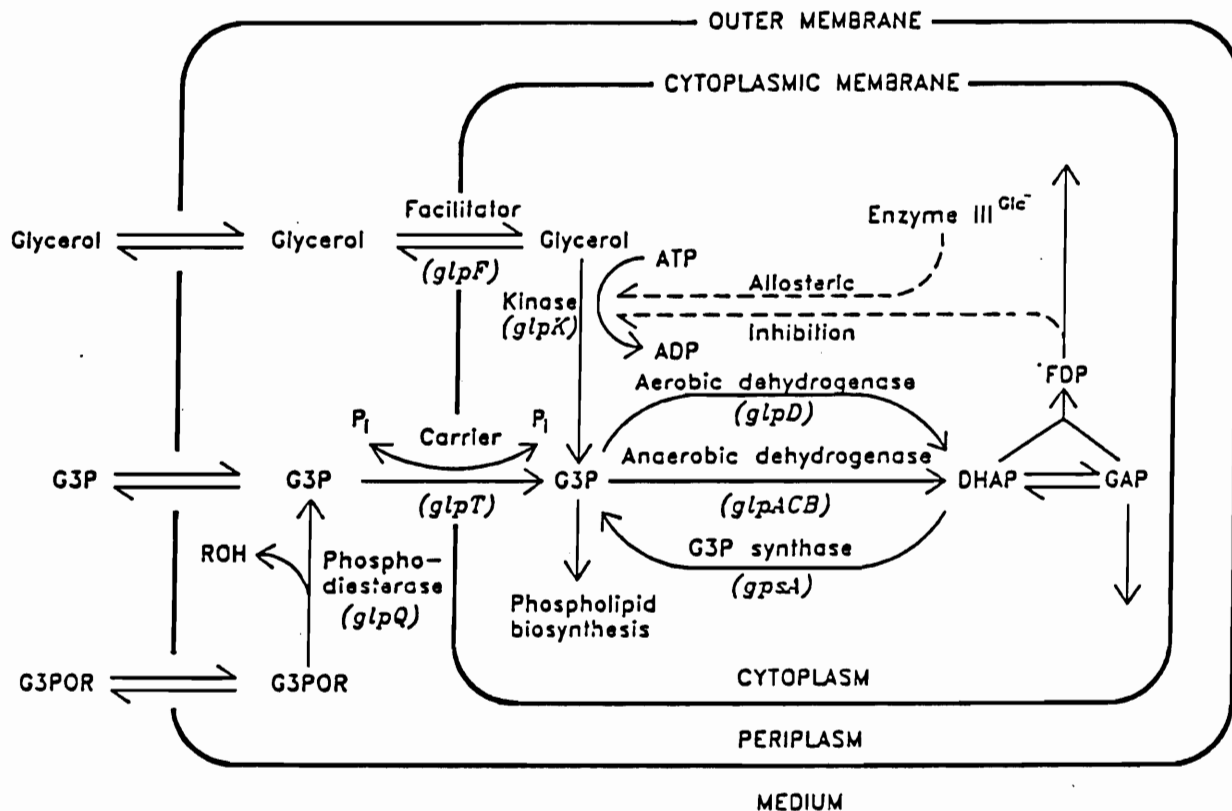 OUTER MEMBRANE
CYTOPLASMIC MEMBRANE
Enzyme III Glc-
Glycerol
Glycerol
Facilitator
(glpF)
Glycerol
ATP
Kinase
(glpK)
ADP
Allosteric
Inhibition
FDP
Aerobic dehydrogenase
(glpD)
Pi
Carrier
Pi
(glpT)
G3P
G3P
G3P
Anaerobic dehydrogenase
(glpACB)
DHAP
GAP
G3P synthase
(gpsA)
ROH
Phospho-
diesterase
(glpQ)
Phospholipid
biosynthesis
G3POR
G3POR
CYTOPLASM
PERIPLASM
MEDIUM